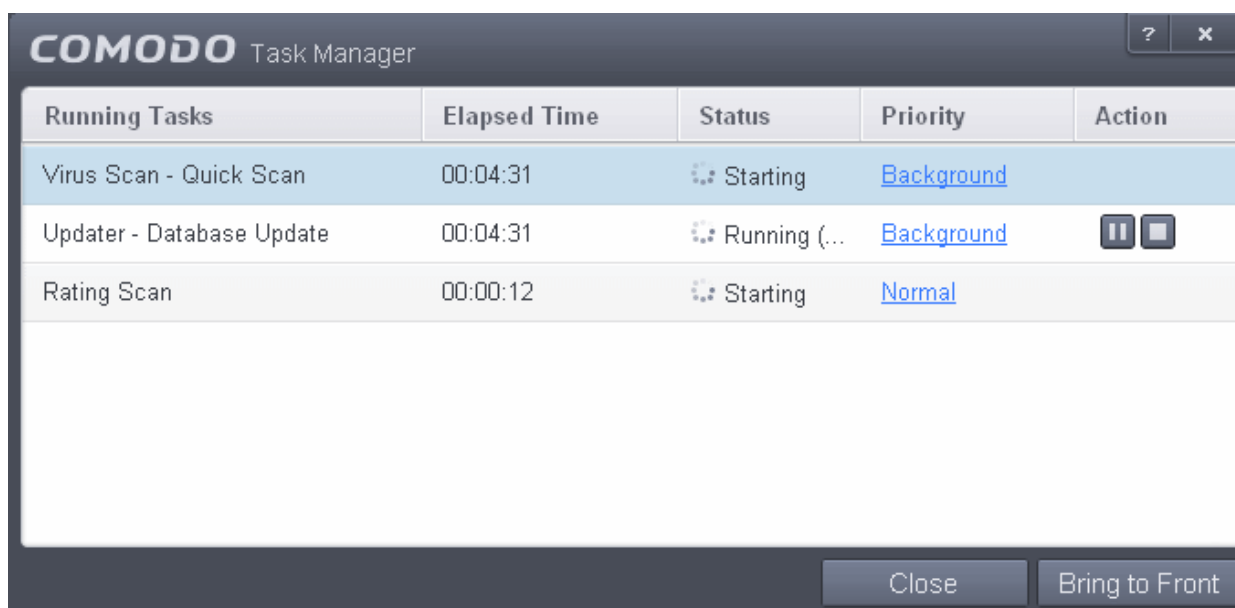 COMODO Task Manager ? x
Running Tasks Elapsed Time Status Priority Action
Virus Scan - Quick Scan 00:04:31 Starting Background
Updater - Database Update 00:04:31 Running (... Background
Rating Scan 00:00:12 Starting Normal
Close Bring to Front